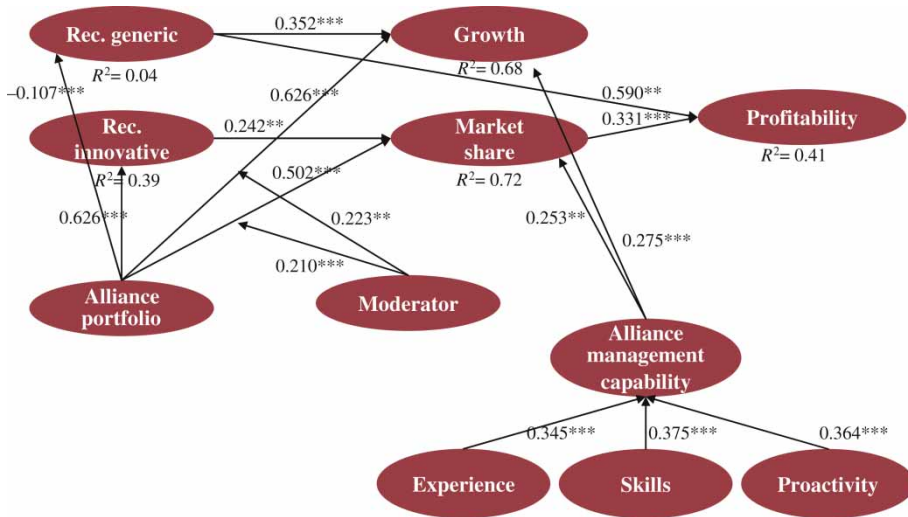 Rec. generic
0.352***
Growth
R² = 0.04
R² = 0.68
–0.107***
0.626***
0.590**
Rec.
innovative
0.242**
Market
share
0.331***
Profitability
R² = 0.39
0.502***
R² = 0.72
R² = 0.41
0.626***
0.223**
0.253**
0.210***
0.275***
Alliance
portfolio
Moderator
Alliance
management
capability
0.345***
0.375***
0.364***
Experience
Skills
Proactivity